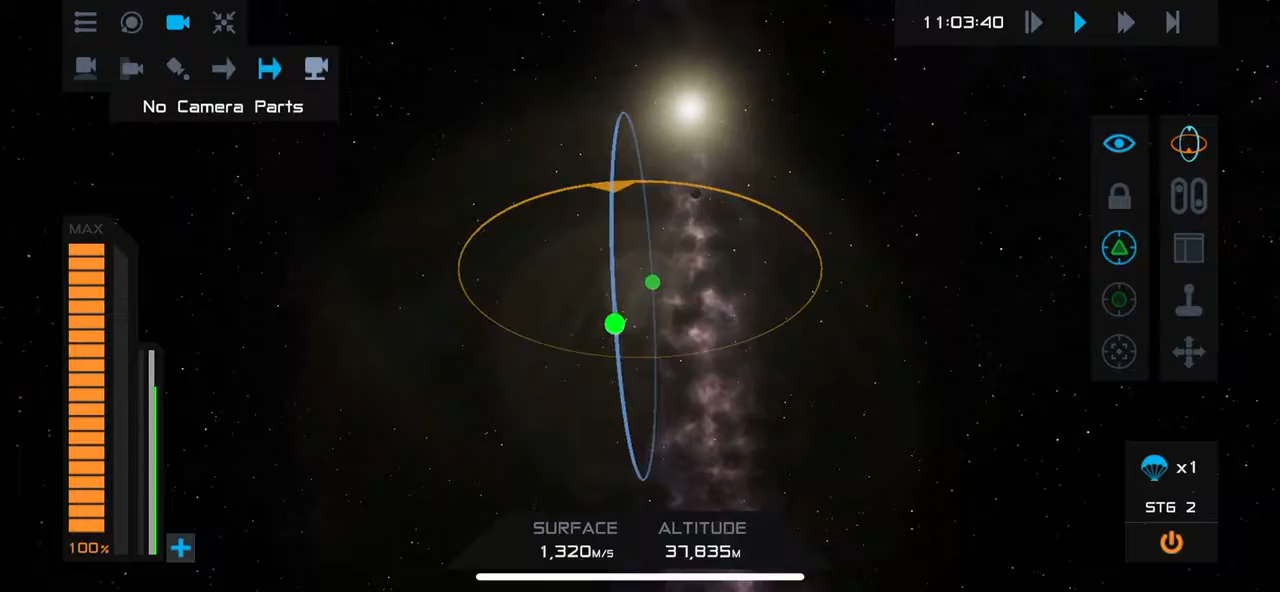 11:03:40
No Camera Parts
MAX
100%
x1
STG 2
SURFACE
1,320M/S
ALTITUDE
37,835M